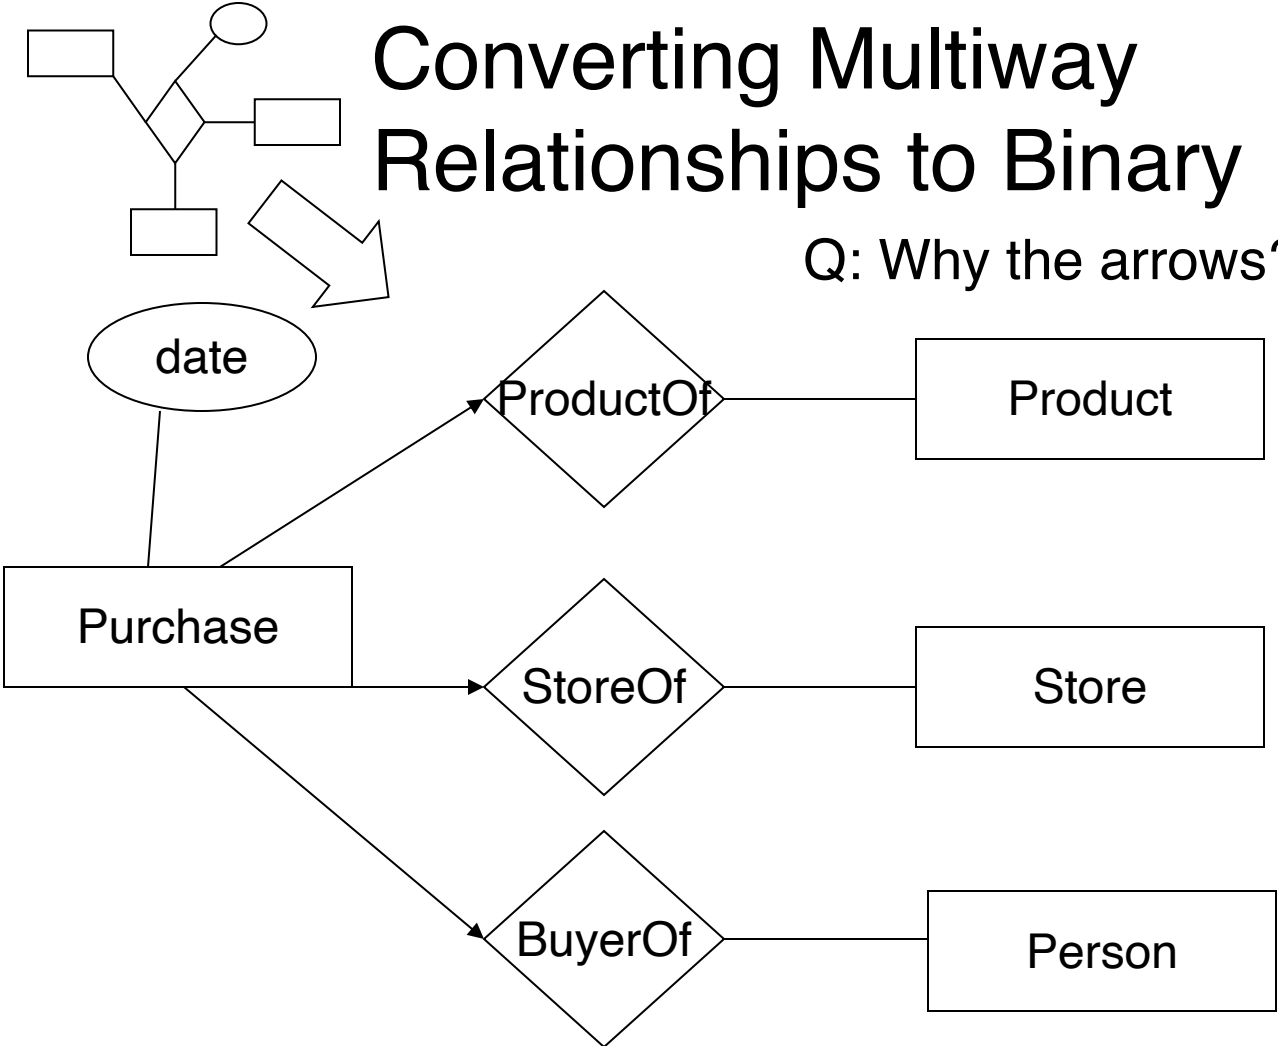 Converting Multiway
Relationships to Binary
Q: Why the arrows?
date
ProductOf
Product
Purchase
StoreOf
Store
BuyerOf
Person